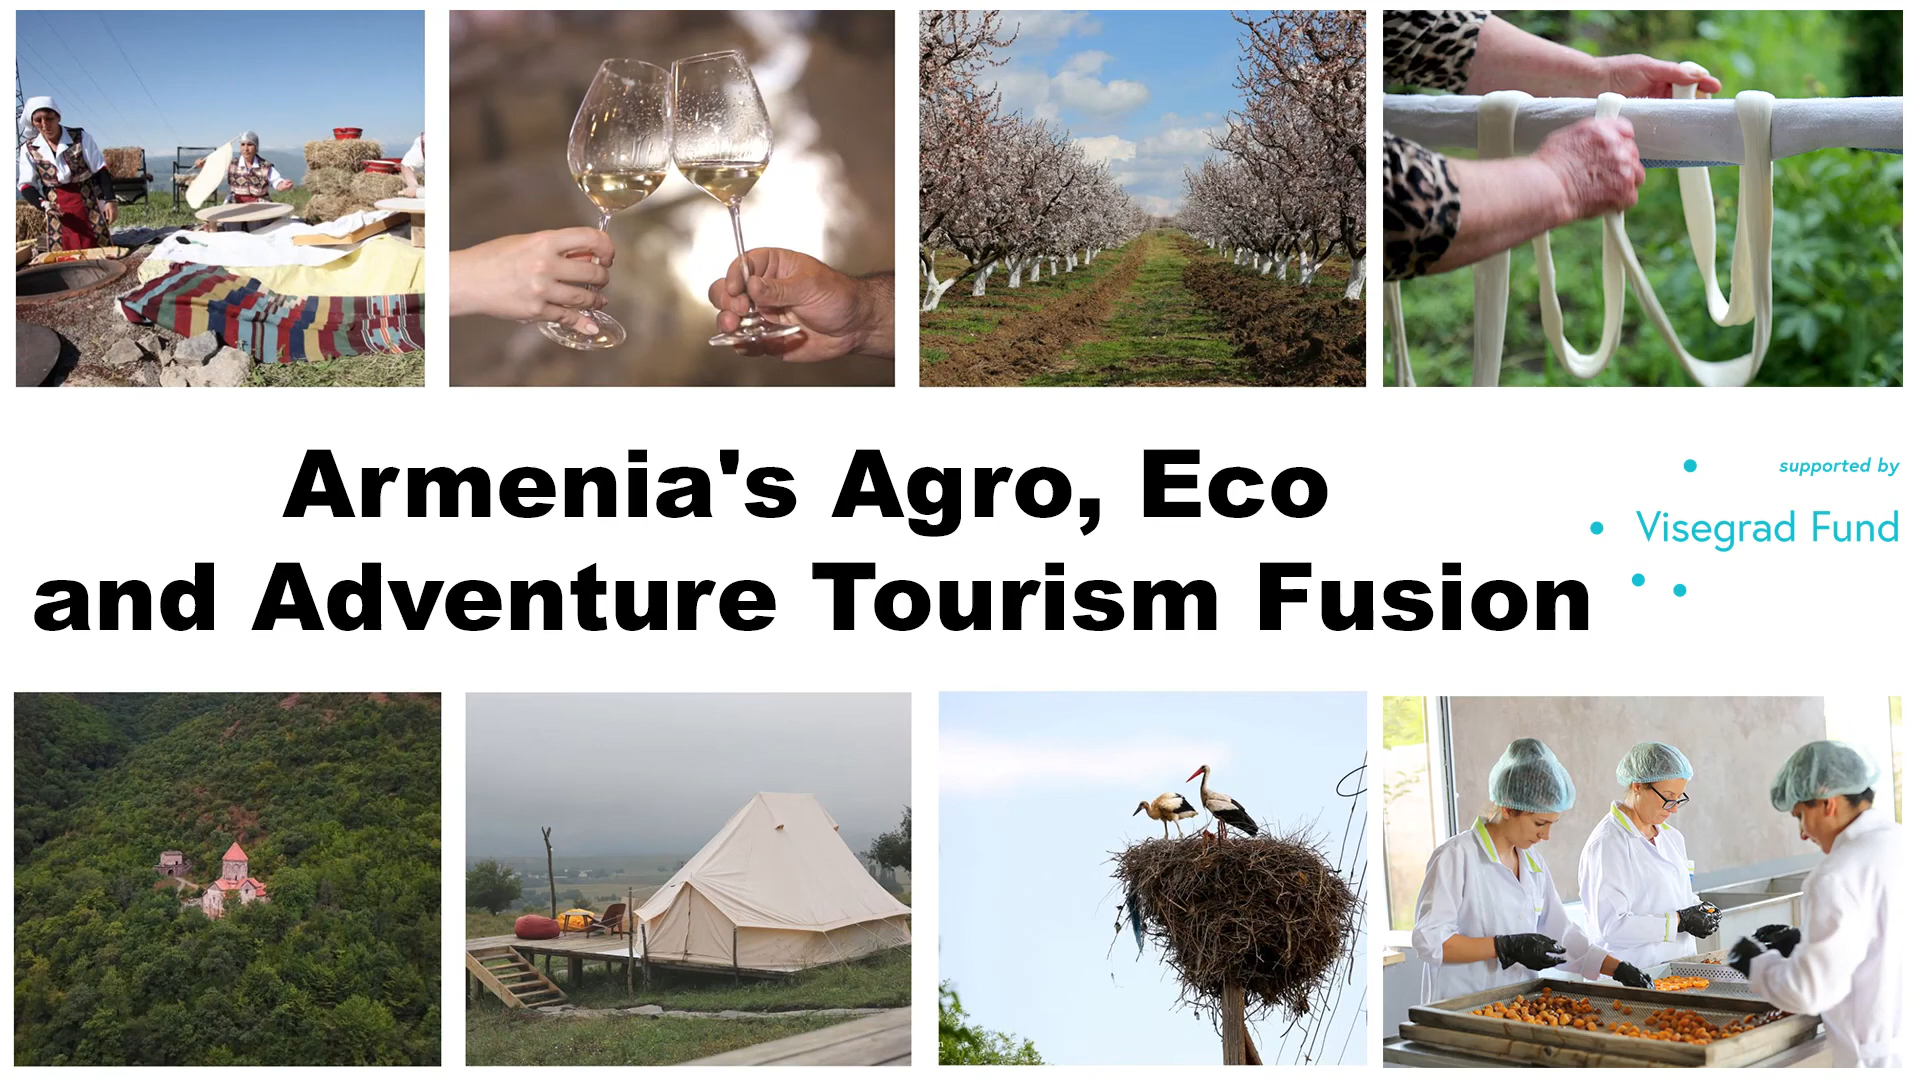 Armenia's Agro, Eco
and Adventure Tourism Fusion
supported by
Visegrad Fund